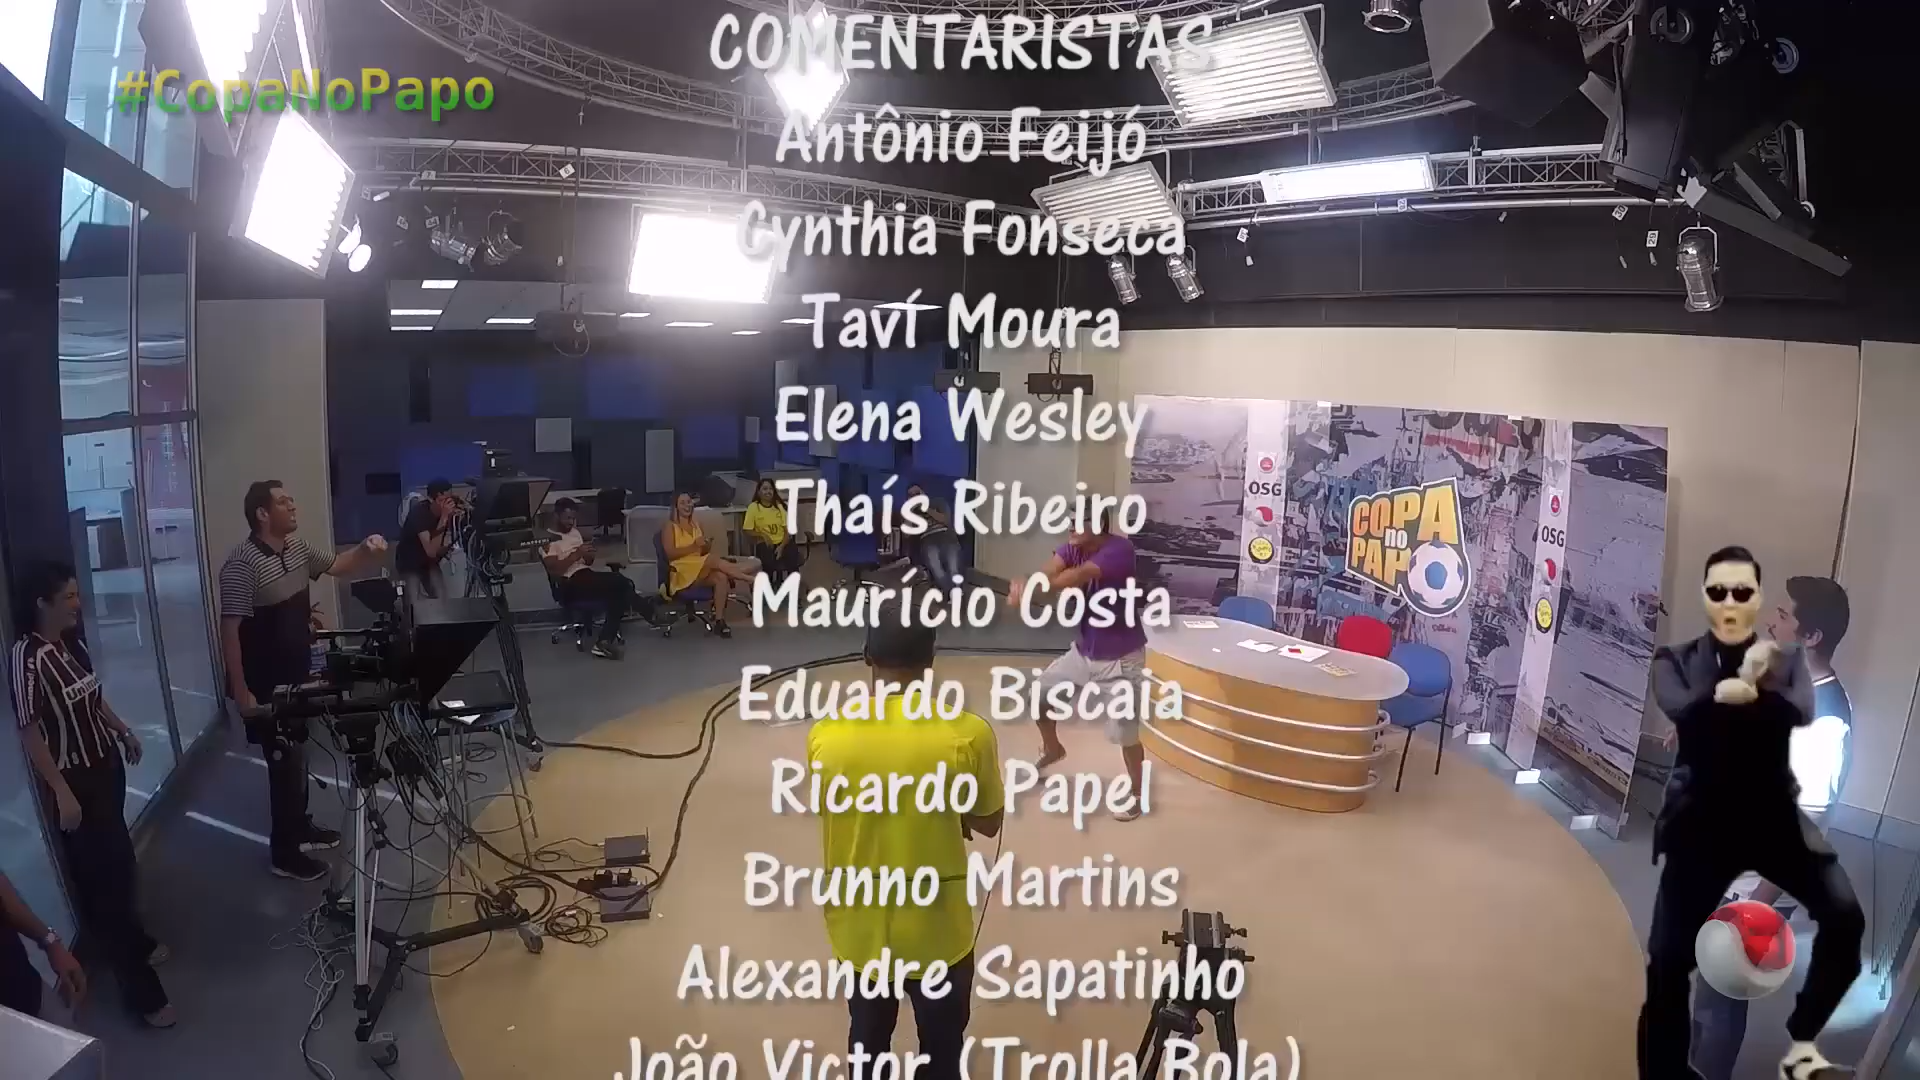 COMENTARISTAS
#CopaNoPapo
Antônio Feijó
Cynthia Fonseca
Taví Moura
Elena Wesley
Thaís Ribeiro
Maurício Costa
Eduardo Biscaia
Ricardo Papel
Brunno Martins
Alexandre Sapatinho
João Victor (Trolla Bola)
OSG
OSG
COPA
no
PAPO